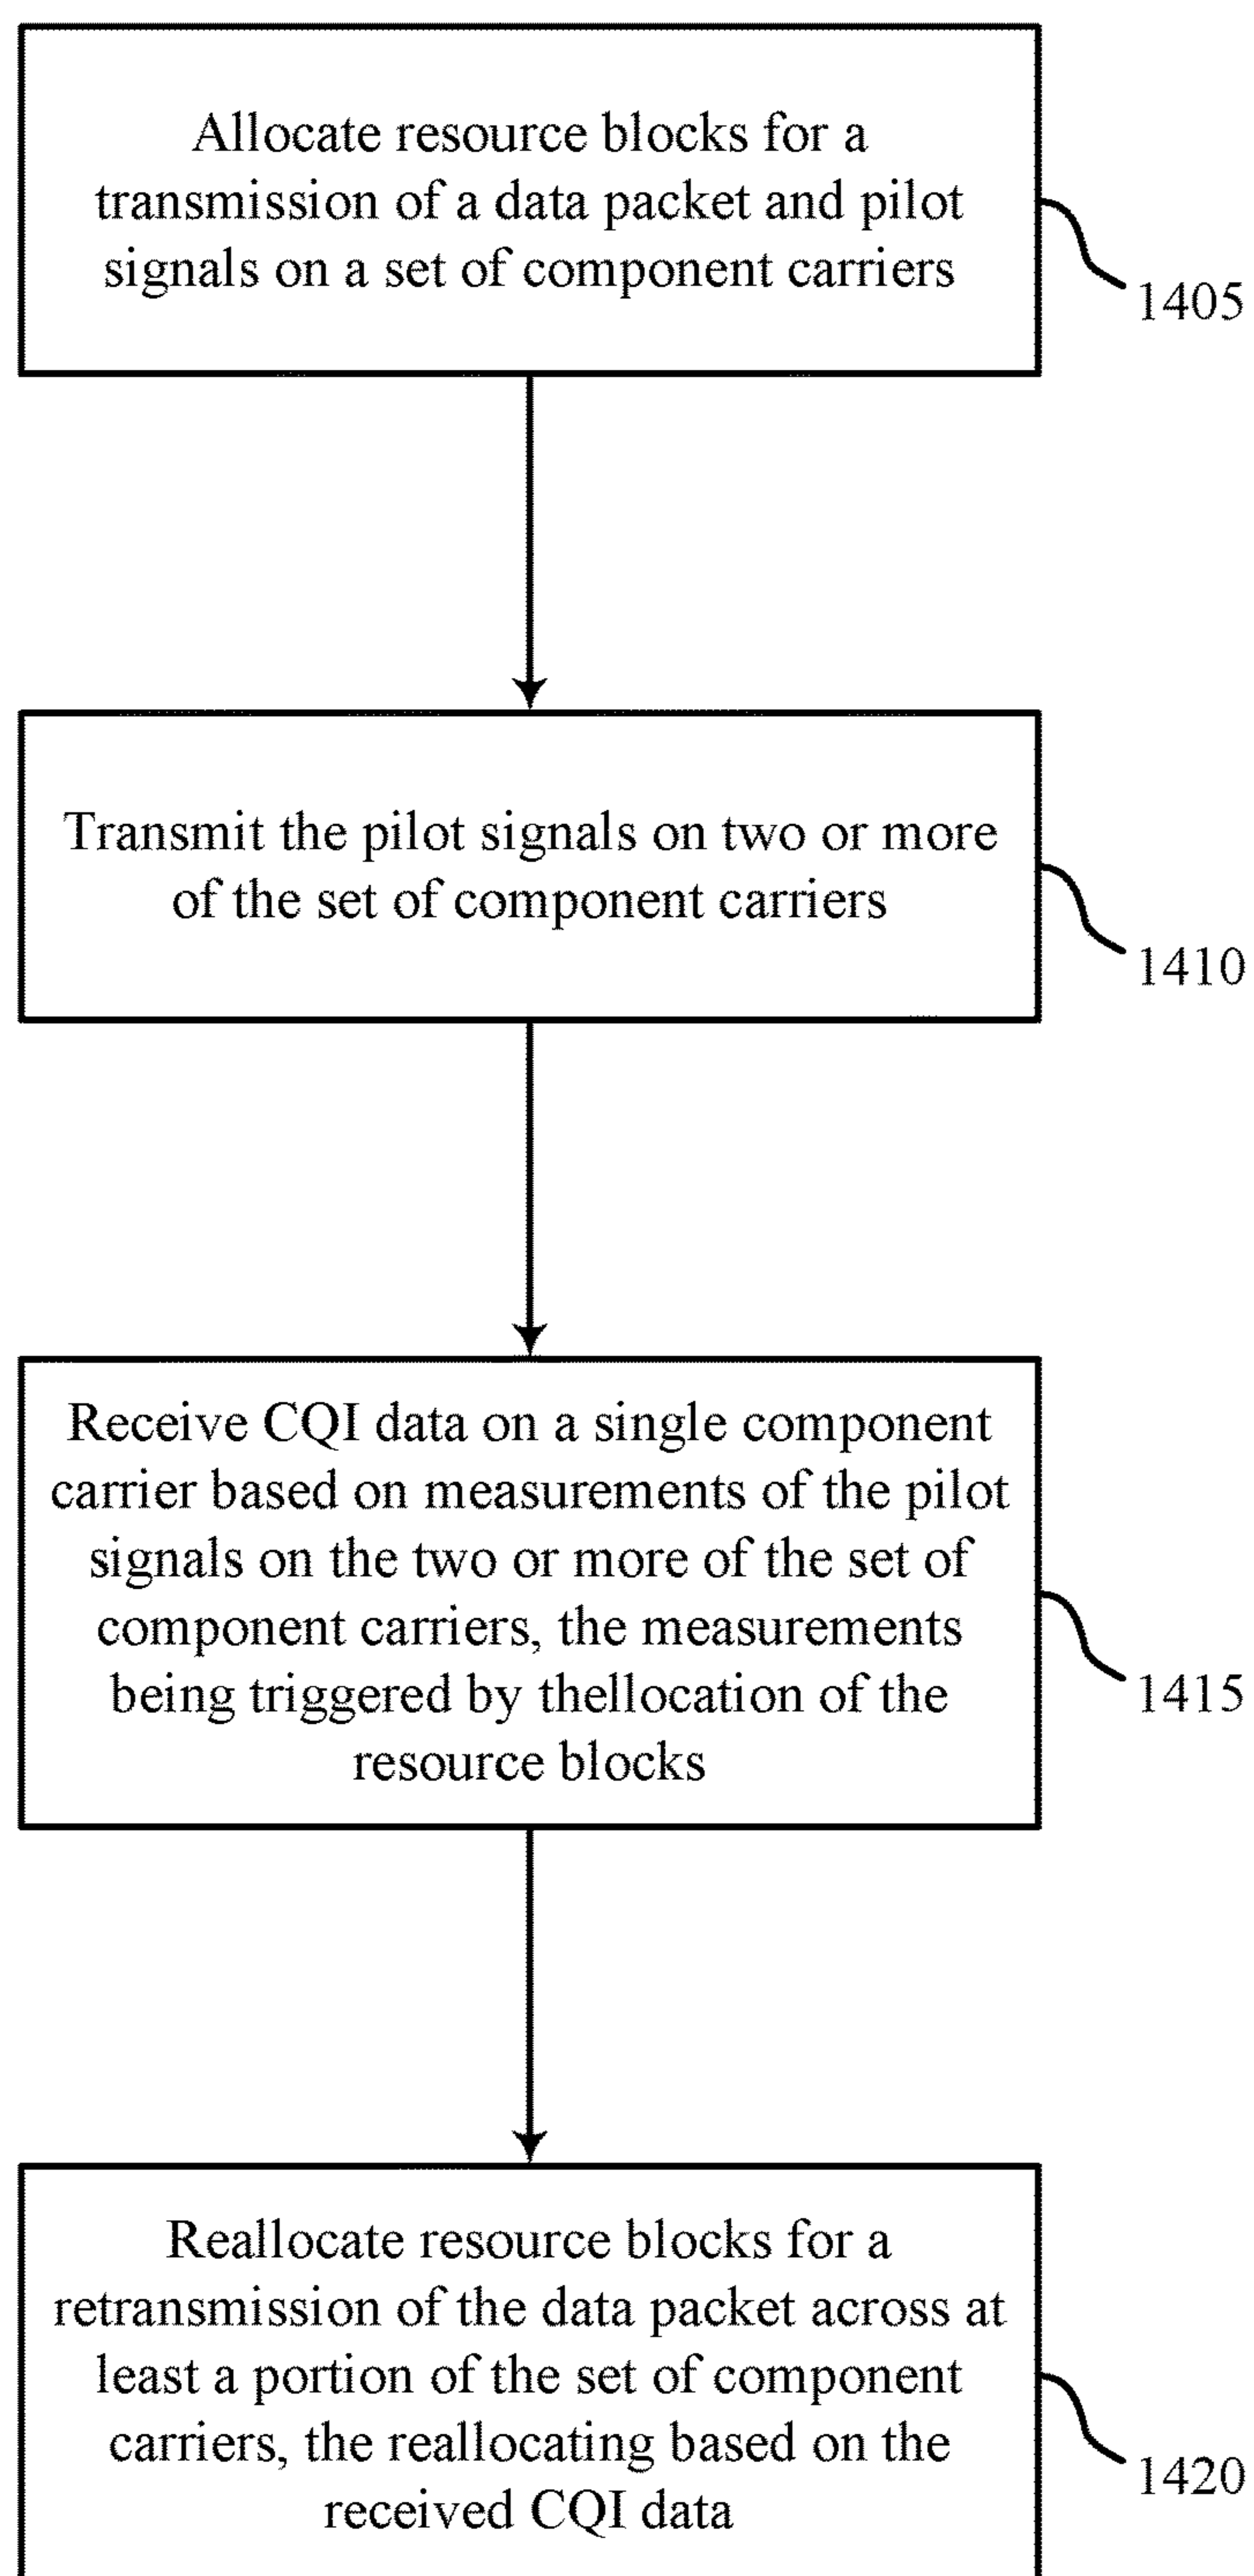 Allocate resource blocks for a
transmission of a data packet and pilot
signals on a set of component carriers
1405
Transmit the pilot signals on two or more
of the set of component carriers
1410
Receive CQI data on a single component
carrier based on measurements of the pilot
signals on the two or more of the set of
component carriers, the measurements
being triggered by thellocation of the
resource blocks
1415
Reallocate resource blocks for a
retransmission of the data packet across at
least a portion of the set of component
carriers, the reallocating based on the
received CQI data
1420